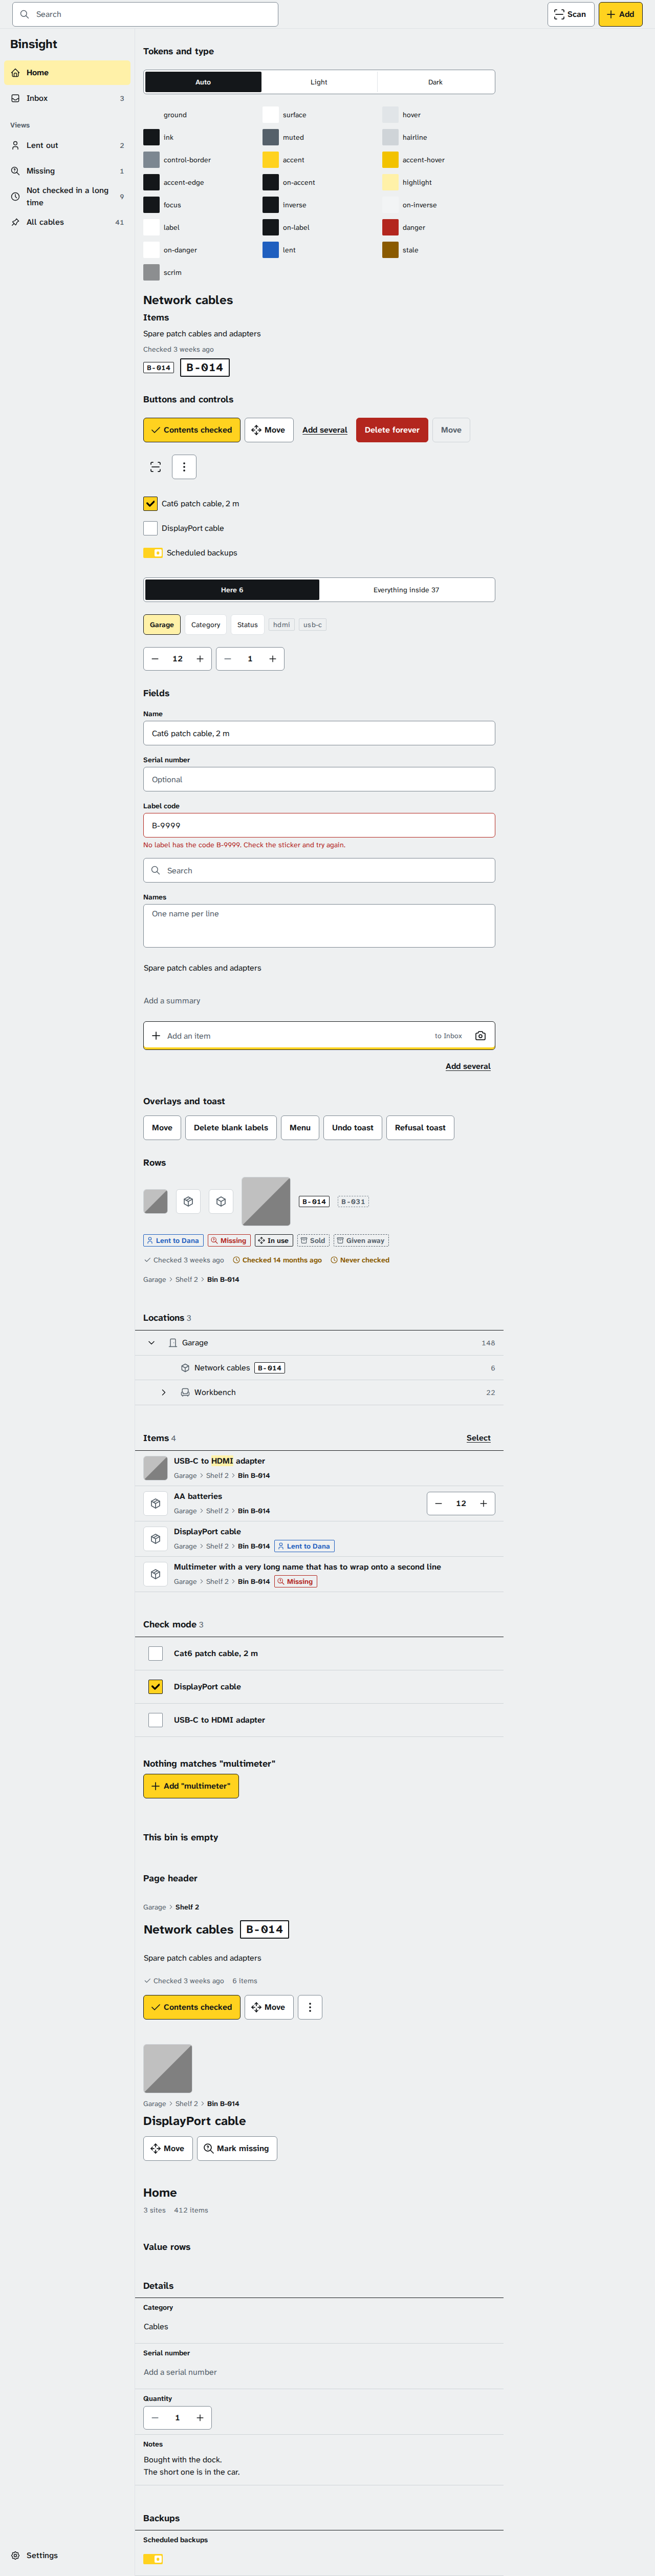 Search
Scan
Add
Binsight
Home
Inbox 3
Views
Lent out 2
Missing 1
Not checked in a long
time 9
All cables 41
Settings
Tokens and type
Auto Light Dark
ground surface hover
ink muted hairline
control-border accent accent-hover
accent-edge on-accent highlight
focus inverse on-inverse
label on-label danger
on-danger lent stale
scrim
Network cables
Items
Spare patch cables and adapters
Checked 3 weeks ago
B-014 B-014
Buttons and controls
Contents checked Move Add several Delete forever Move
Cat6 patch cable, 2 m
DisplayPort cable
Scheduled backups
Here 6 Everything inside 37
Garage Category Status hdmi usb-c
12 1
Fields
Name
Cat6 patch cable, 2 m
Serial number
Optional
Label code
B-9999
No label has the code B-9999. Check the sticker and try again.
Search
Names
One name per line
Spare patch cables and adapters
Add a summary
Add an item to Inbox
Add several
Overlays and toast
Move Delete blank labels Menu Undo toast Refusal toast
Rows
B-014 B-031
Lent to Dana Missing In use Sold Given away
Checked 3 weeks ago Checked 14 months ago Never checked
Garage Shelf 2 Bin B-014
Locations 3
Garage 148
Network cables B-014 6
Workbench 22
Items 4 Select
USB-C to HDMI adapter
Garage Shelf 2 Bin B-014
AA batteries
Garage Shelf 2 Bin B-014
12
DisplayPort cable
Garage Shelf 2 Bin B-014 Lent to Dana
Multimeter with a very long name that has to wrap onto a second line
Garage Shelf 2 Bin B-014 Missing
Check mode 3
Cat6 patch cable, 2 m
DisplayPort cable
USB-C to HDMI adapter
Nothing matches "multimeter"
Add "multimeter"
This bin is empty
Page header
Garage Shelf 2
Network cables B-014
Spare patch cables and adapters
Checked 3 weeks ago 6 Items
Contents checked Move
Garage Shelf 2 Bin B-014
DisplayPort cable
Move Mark missing
Home
3 sites 412 items
Value rows
Details
Category
Cables
Serial number
Add a serial number
Quantity
1
Notes
Bought with the dock.
The short one is in the car.
Backups
Scheduled backups